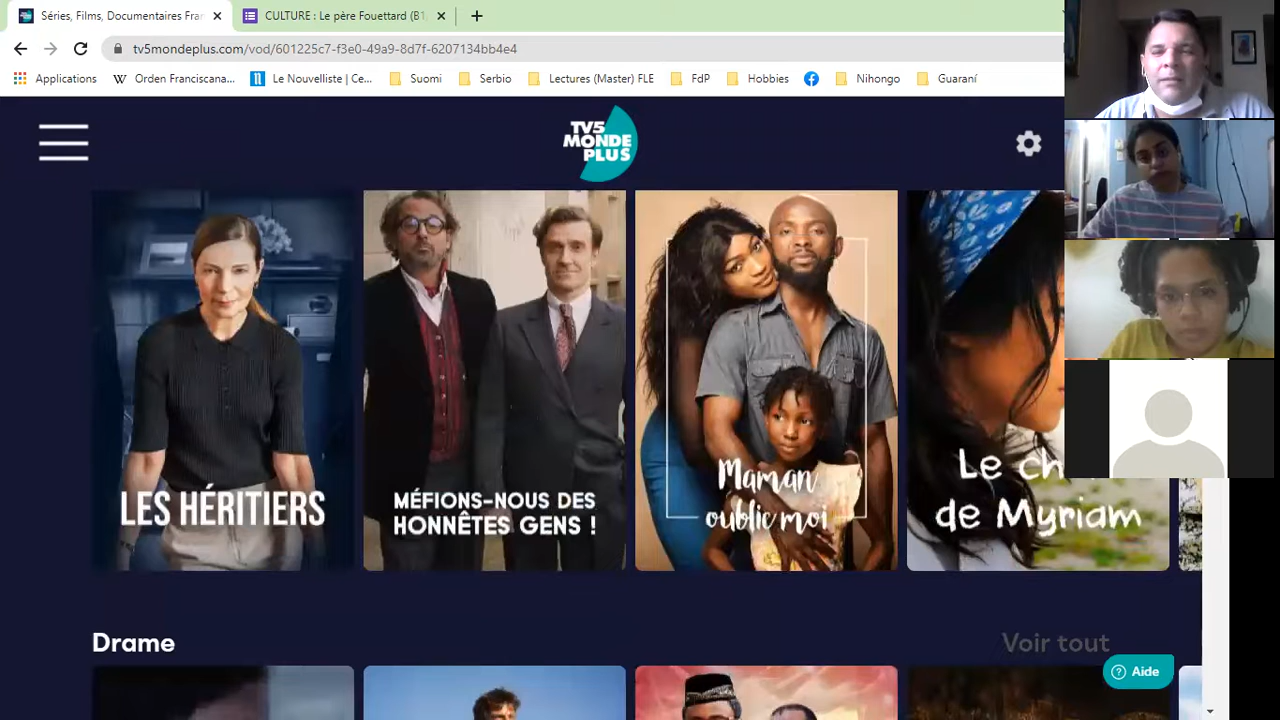 Séries, Films, Documentaires Fra
CULTURE : Le père Fouettard (B1,
tv5mondeplus.com/vod/601225c7-f3e0-49a9-8d7f-6207134bb4e4
Applications
Orden Franciscana...
Le Nouvelliste | Ce...
Suomi
Serbio
Lectures (Master) FLE
FdP
Hobbies
Nihongo
Guaraní
TV5
MONDE
PLUS
LES HÉRITIERS
MÉFIONS-NOUS DES
HONNÊTES GENS !
Maman
oublie moi
Le ch
de Myriam
Drame
Voir tout
Aide